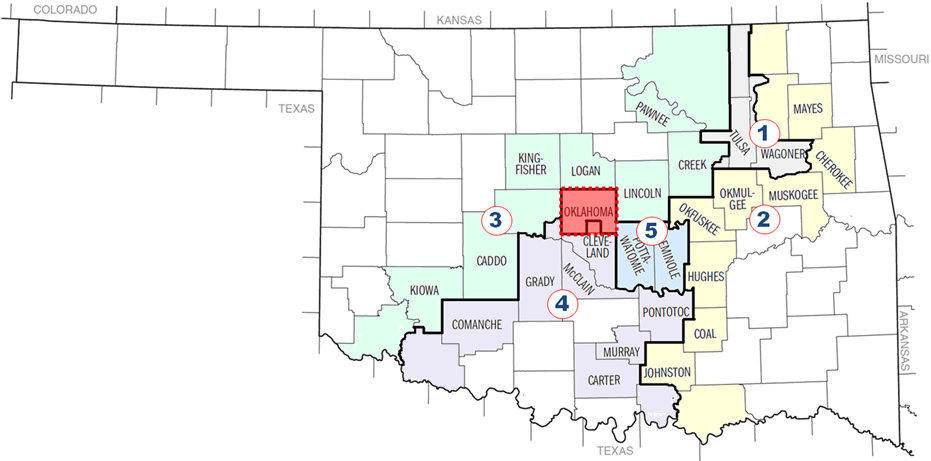 COLORADO
KANSAS
MISSOURI
TEXAS
PAWNEE
MAYES
TULSA
1
WAGONER
CHEROKEE
KING-
FISHER
LOGAN
CREEK
LINCOLN
OKMUL-
GEE
MUSKOGEE
OKLAHOMA
3
5
2
OKFUSKEE
CLEVE-
LAND
POTTA-
WATOMIE
EMINOLE
CADDO
HUGHES
KIOWA
GRADY
McCLAIN
4
PONTOTOC
COMANCHE
COAL
ARKANSAS
MURRAY
JOHNSTON
CARTER
TEXAS